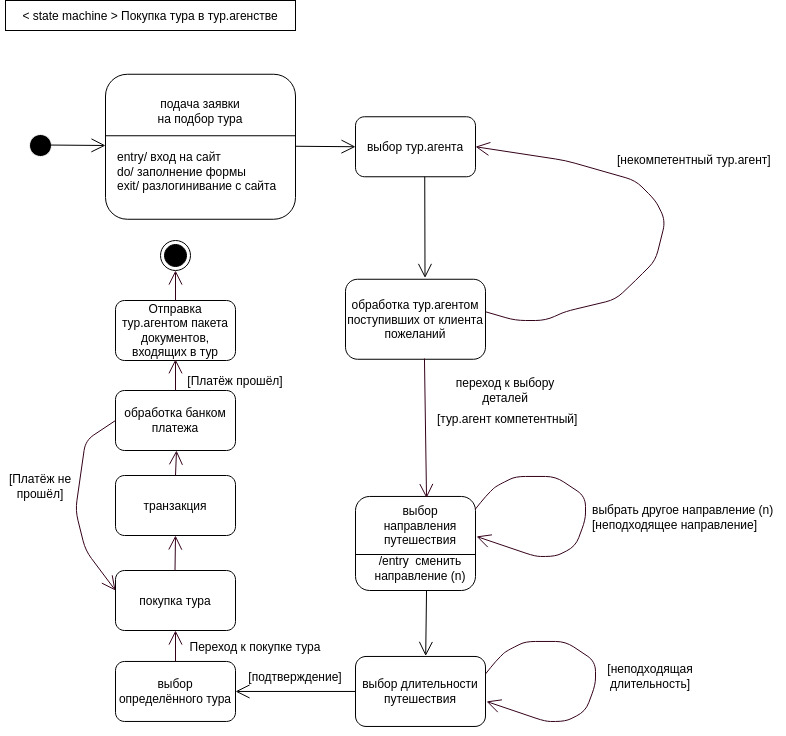 < state machine > Покупка тура в тур.агенстве
подача заявки
на подбор тура
entry/ вход на сайт
do/ заполнение формы
exit/ разлогинивание с сайта
выбор тур.агента
[некомпетентный тур.агент]
обработка тур.агентом
поступивших от клиента
пожеланий
переход к выбору
деталей
[тур.агент компетентный]
выбор
направления
путешествия
/entry сменить
направление (n)
выбрать другое направление (n)
[неподходящее направление]
выбор длительности
путешествия
[неподходящая
длительность]
[подтверждение]
выбор
определённого тура
Переход к покупке тура
покупка тура
транзакция
[Платёж не
прошёл]
обработка банком
платежа
[Платёж прошёл]
Отправка
тур.агентом пакета
документов,
входящих в тур